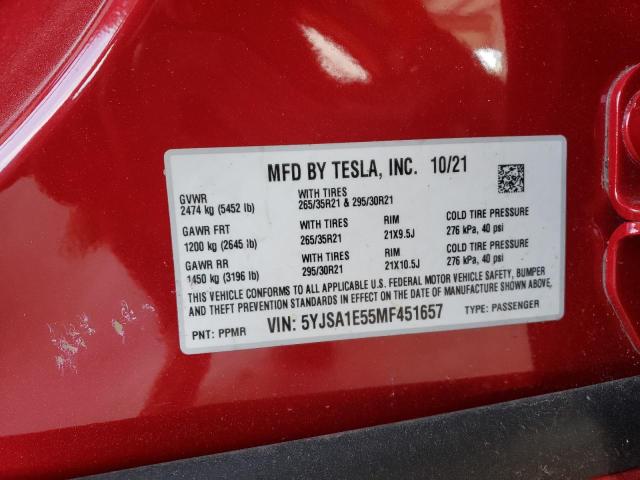 MFD BY TESLA, INC. 10/21
GVWR WITH TIRES
2474 kg (5452 lb) 265/35R21 & 295/30R21
GAWR FRT WITH TIRES RIM COLD TIRE PRESSURE
1200 kg (2645 lb) 265/35R21 21X9.5J 276 kPa, 40 psi
GAWR RR WITH TIRES RIM COLD TIRE PRESSURE
1450 kg (3196 lb) 295/30R21 21X10.5J 276 kPa, 40 psi
THIS VEHICLE CONFORMS TO ALL APPLICABLE FEDERAL MOTOR VEHICLE SAFETY, BUMPER
AND THEFT PREVENTION STANDARDS IN EFFECT ON THE DATE OF MANUFACTURE SHOWN ABOVE.
PNT: PPMR VIN: 5YJSA1E55MF451657 TYPE: PASSENGER